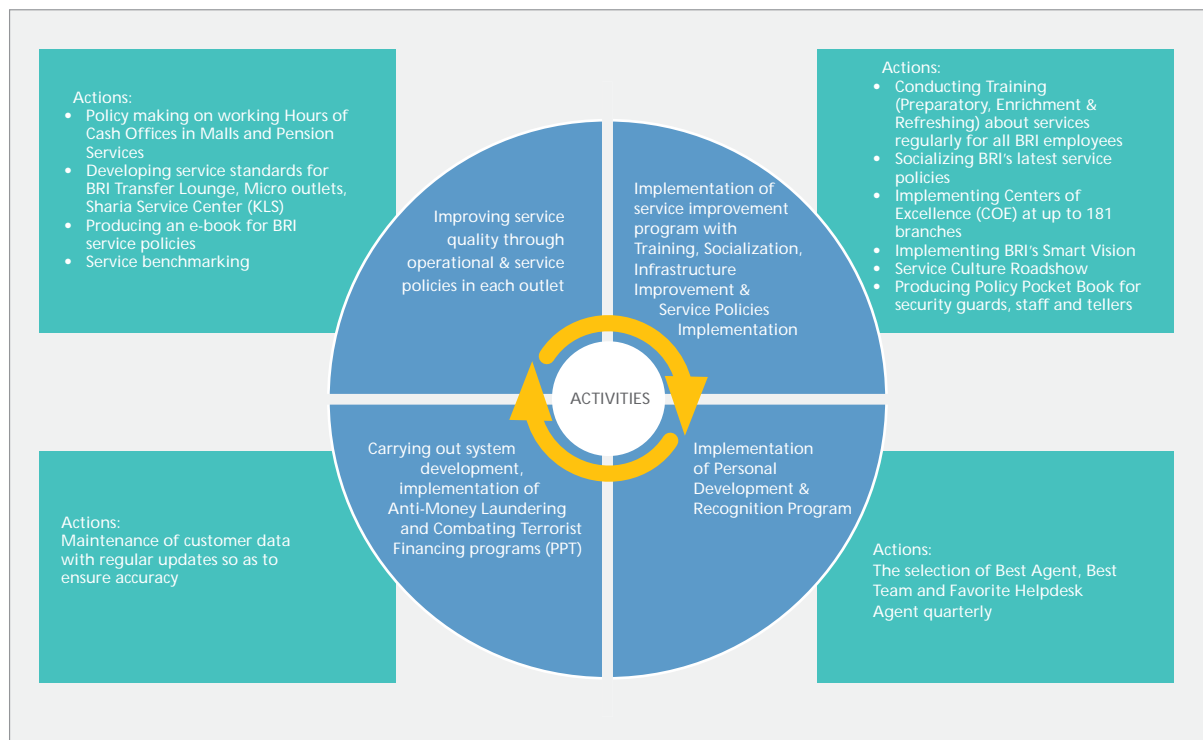 Actions:
• Policy making on working Hours of
Cash Offices in Malls and Pension
Services
• Developing service standards for
BRI Transfer Lounge, Micro outlets,
Sharia Service Center (KLS)
• Producing an e-book for BRI
service policies
• Service benchmarking
Improving service
quality through
operational & service
policies in each outlet
Implementation of
service improvement
program with
Training, Socialization,
Infrastructure
Improvement &
Service Policies
Implementation
Actions:
• Conducting Training
(Preparatory, Enrichment &
Refreshing) about services
regularly for all BRI employees
• Socializing BRI's latest service
policies
• Implementing Centers of
Excellence (COE) at up to 181
branches
• Implementing BRI's Smart Vision
• Service Culture Roadshow
• Producing Policy Pocket Book for
security guards, staff and tellers
ACTIVITIES
Actions:
Maintenance of customer data
with regular updates so as to
ensure accuracy
Carrying out system
development,
implementation of
Anti-Money Laundering
and Combating Terrorist
Financing programs (PPT)
Implementation
of Personal
Development &
Recognition Program
Actions:
The selection of Best Agent, Best
Team and Favorite Helpdesk
Agent quarterly